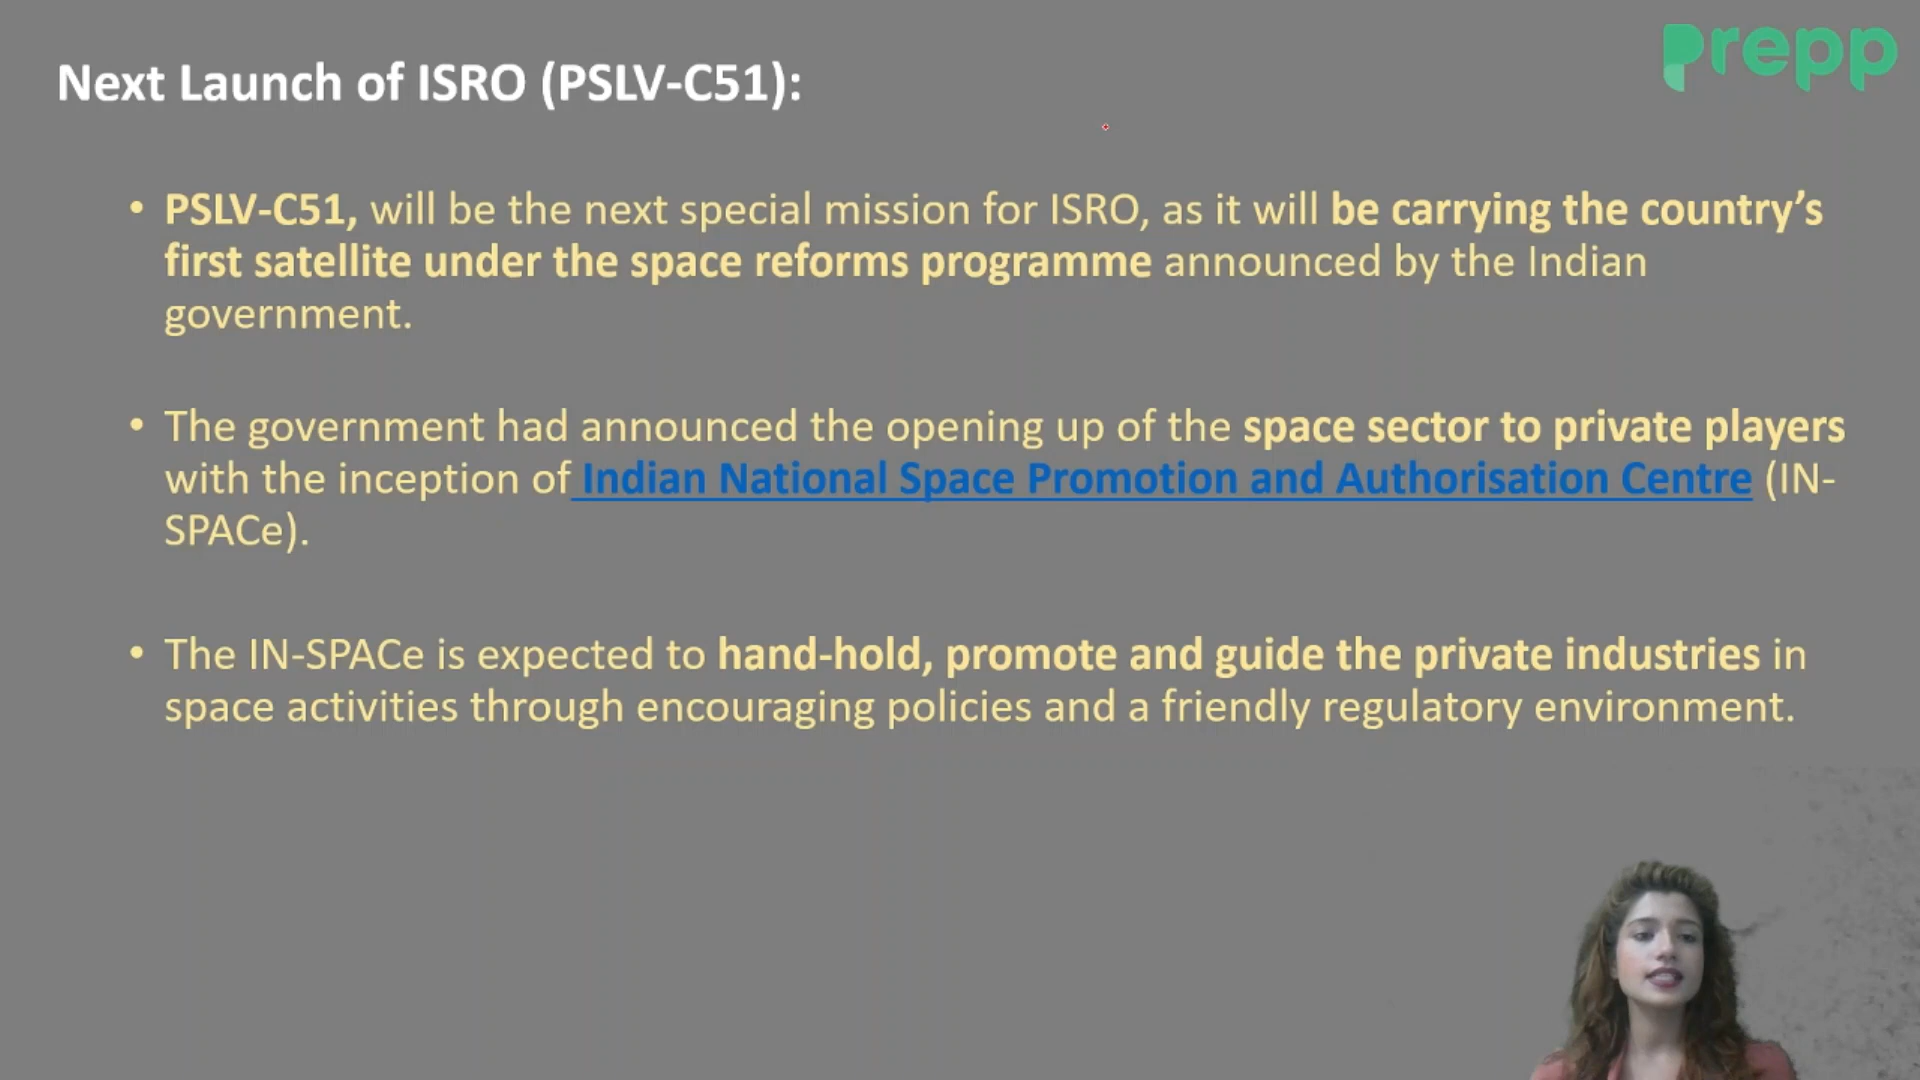 prepp
Next Launch of ISRO (PSLV-C51):
• PSLV-C51, will be the next special mission for ISRO, as it will be carrying the country’s
first satellite under the space reforms programme announced by the Indian
government.
• The government had announced the opening up of the space sector to private players
with the inception of Indian National Space Promotion and Authorisation Centre (IN-
SPACe).
• The IN-SPACe is expected to hand-hold, promote and guide the private industries in
space activities through encouraging policies and a friendly regulatory environment.